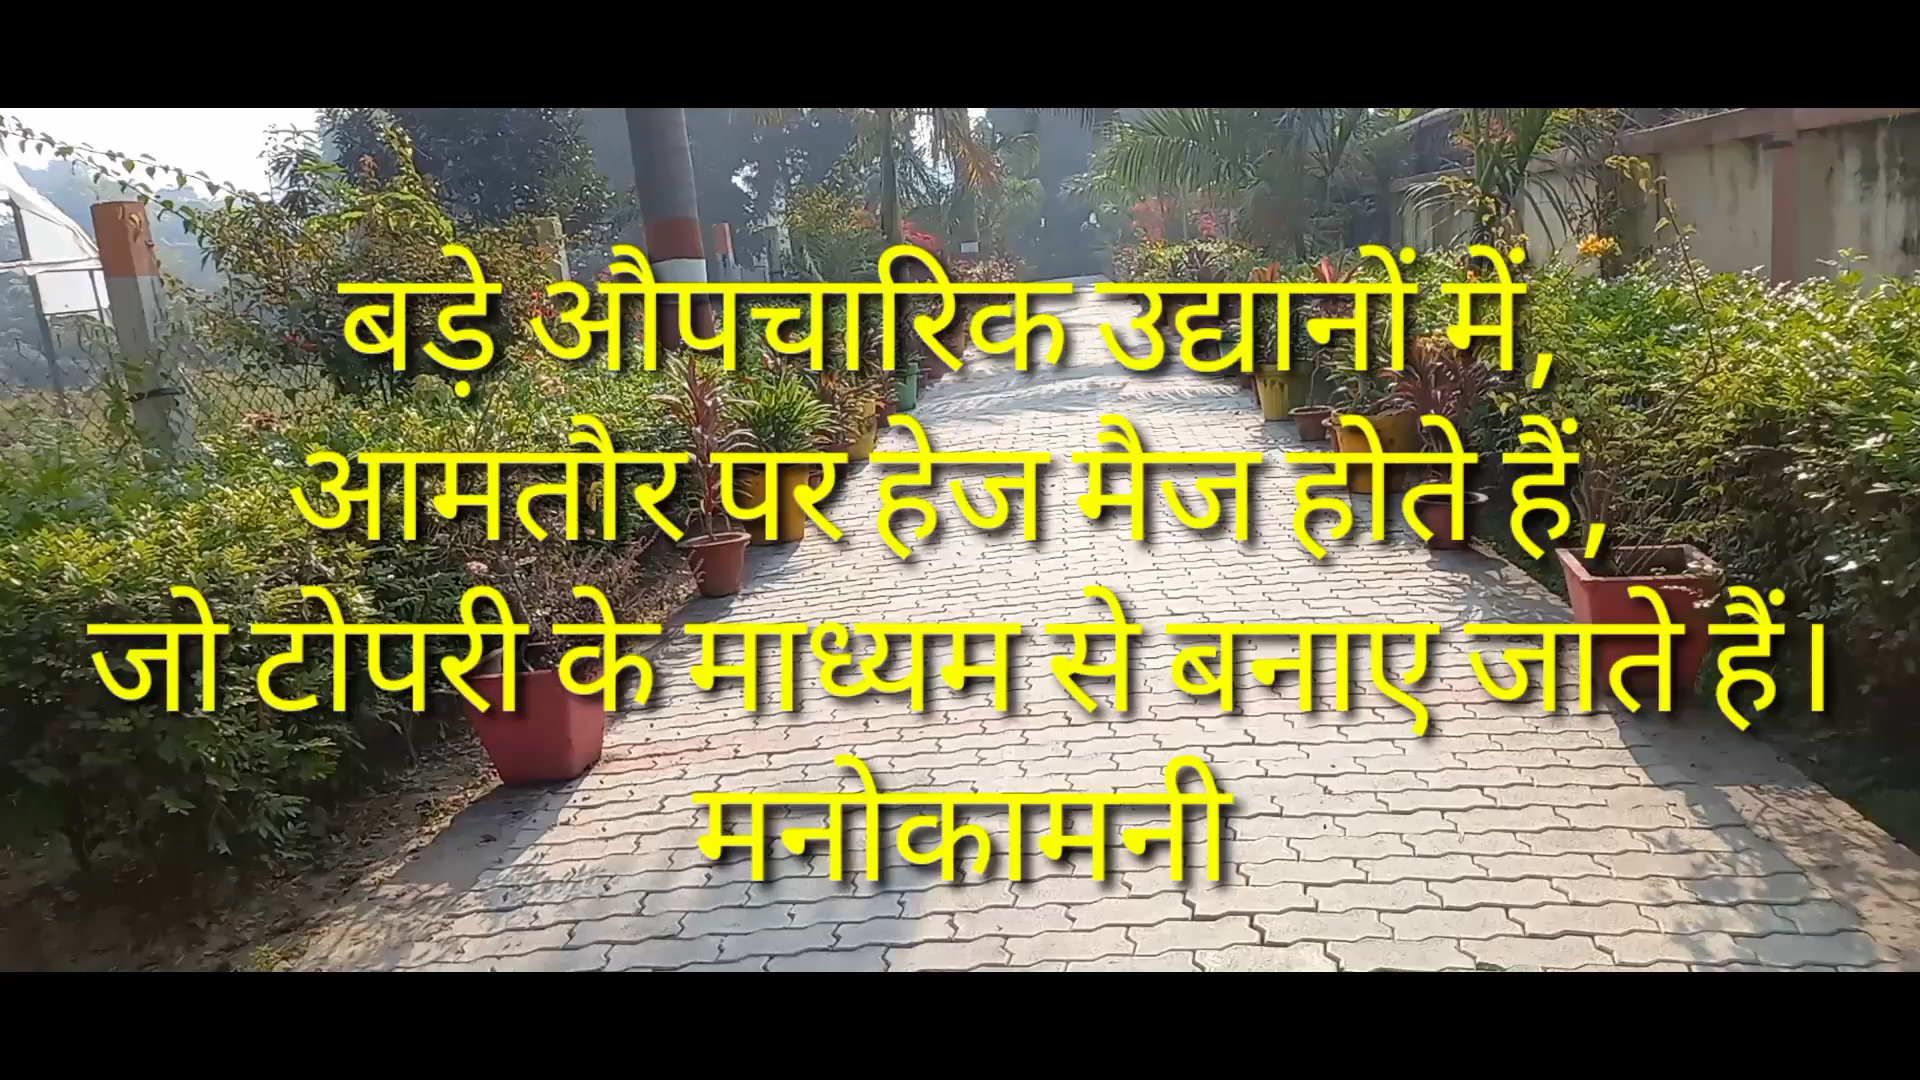 बड़े औपचारिक उद्यानों में,
आमतौर पर हेज मैज होते हैं,
जो टोपरी के माध्यम से बनाए जाते हैं।
मनोकामनी